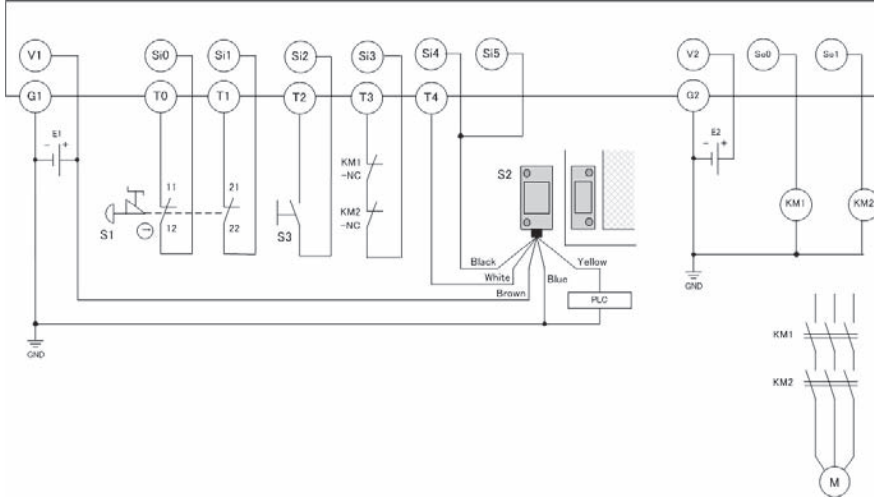 V1 Si0 Si1 Si2 Si3 Si4 Si5 V2 So0 So1
G1 T0 T1 T2 T3 T4 G2
- E1 +
- E2 +
KM1
-NC
S2
11 21
KM2
-NC
KM1 KM2
S1 12 22 S3
Black Yellow
White
Blue
Brown
PLC
GND
GND
KM1
KM2
M